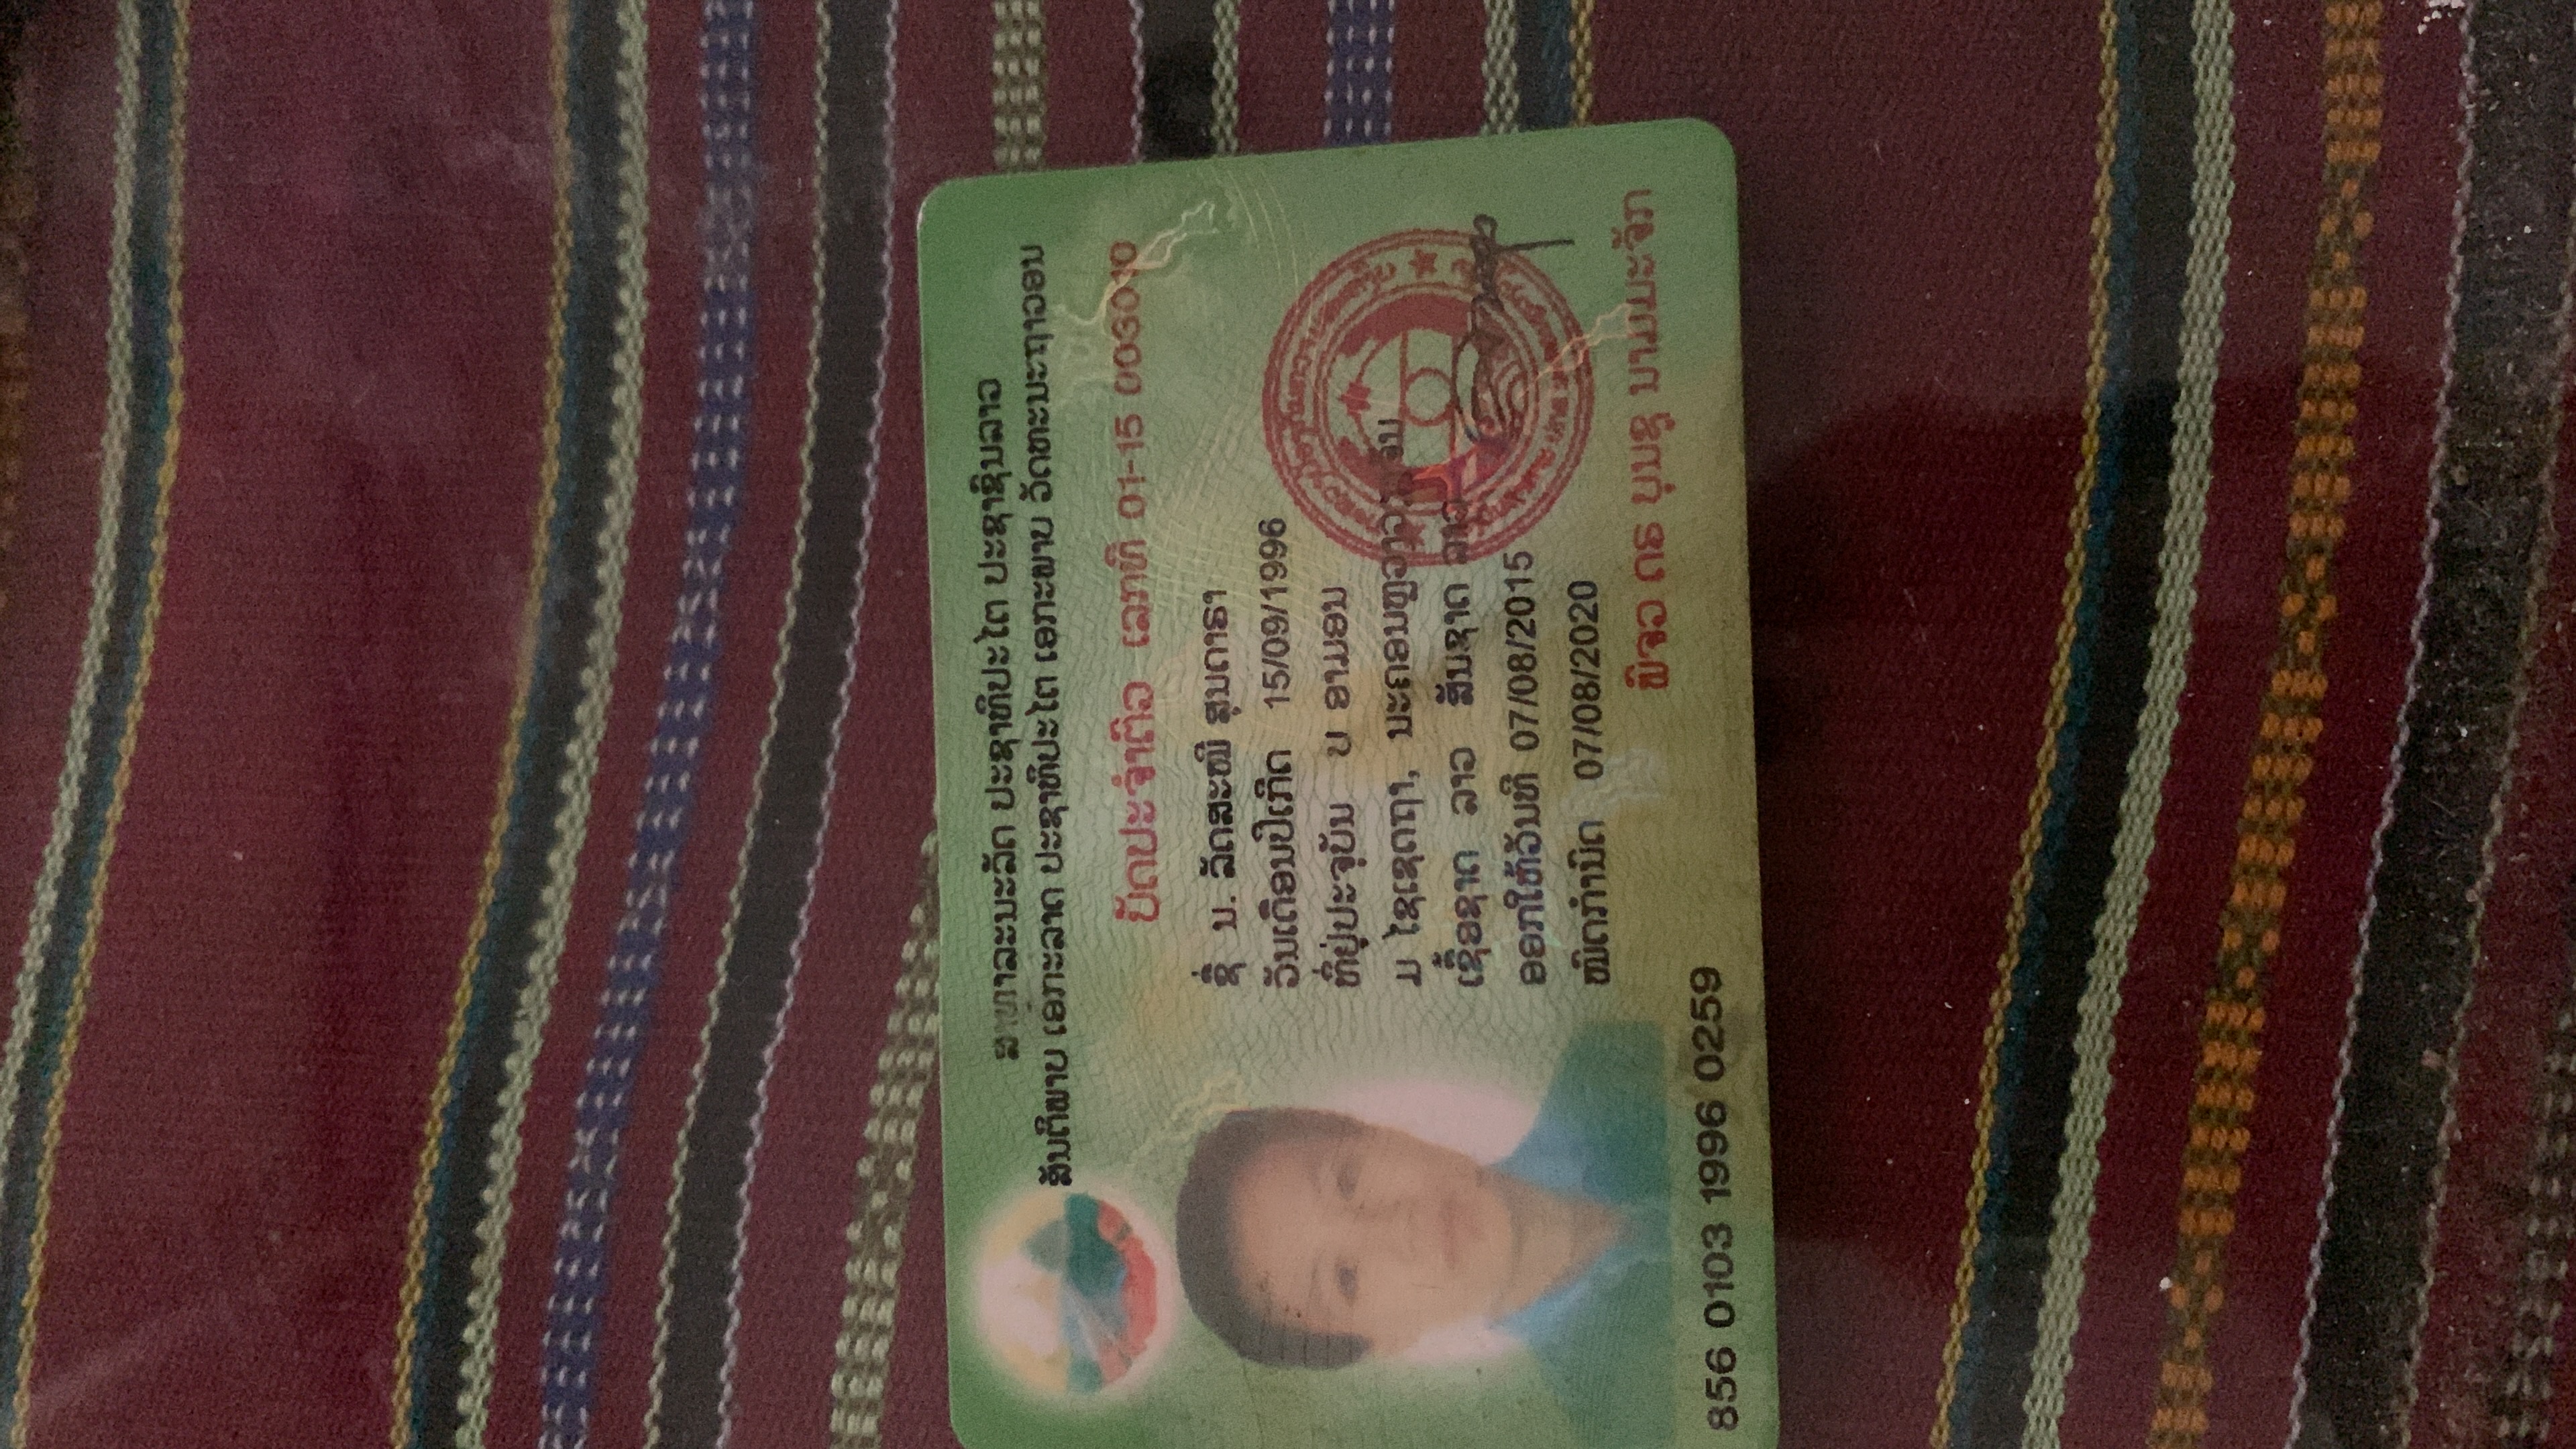 ສາທາລະນະລັດ ປະຊາທິປະໄຕ ປະຊາຊົນລາວ
ສັນຕິພາບ ເອກະລາດ ປະຊາທິປະໄຕ ເອກະພາບ ວັດທະນະຖາວອນ
ບັດປະຈຳຕົວ ເລກທີ 01-15 003010
ຊື່ ນ. ລັດສະໝີ ສຸນດາຣາ
ວັນເດືອນປີເກີດ 15/09/1996
ທີ່ຢູ່ປະຈຸບັນ ບ ອາມອນ
ມ ໄຊເຊດຖາ, ນະຄອນຫຼວງວຽງຈັນ
ເຊື້ອຊາດ ລາວ ສັນຊາດ ລາວ
ອອກໃຫ້ວັນທີ 07/08/2015
ໝົດກຳນົດ 07/08/2020
856 0103 1996 0259